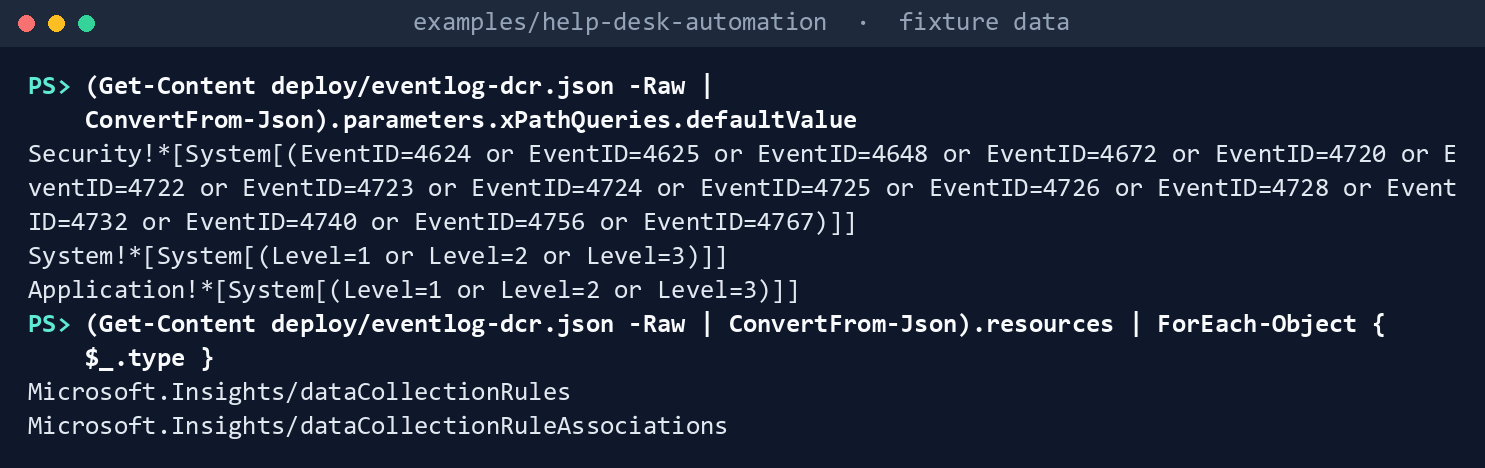 examples/help-desk-automation  ·  fixture data
PS> (Get-Content deploy/eventlog-dcr.json -Raw |
    ConvertFrom-Json).parameters.xPathQueries.defaultValue
Security!*[System[(EventID=4624 or EventID=4625 or EventID=4648 or EventID=4672 or EventID=4720 or E
ventID=4722 or EventID=4723 or EventID=4724 or EventID=4725 or EventID=4726 or EventID=4728 or Event
ID=4732 or EventID=4740 or EventID=4756 or EventID=4767)]]
System!*[System[(Level=1 or Level=2 or Level=3)]]
Application!*[System[(Level=1 or Level=2 or Level=3)]]
PS> (Get-Content deploy/eventlog-dcr.json -Raw | ConvertFrom-Json).resources | ForEach-Object {
    $_.type }
Microsoft.Insights/dataCollectionRules
Microsoft.Insights/dataCollectionRuleAssociations